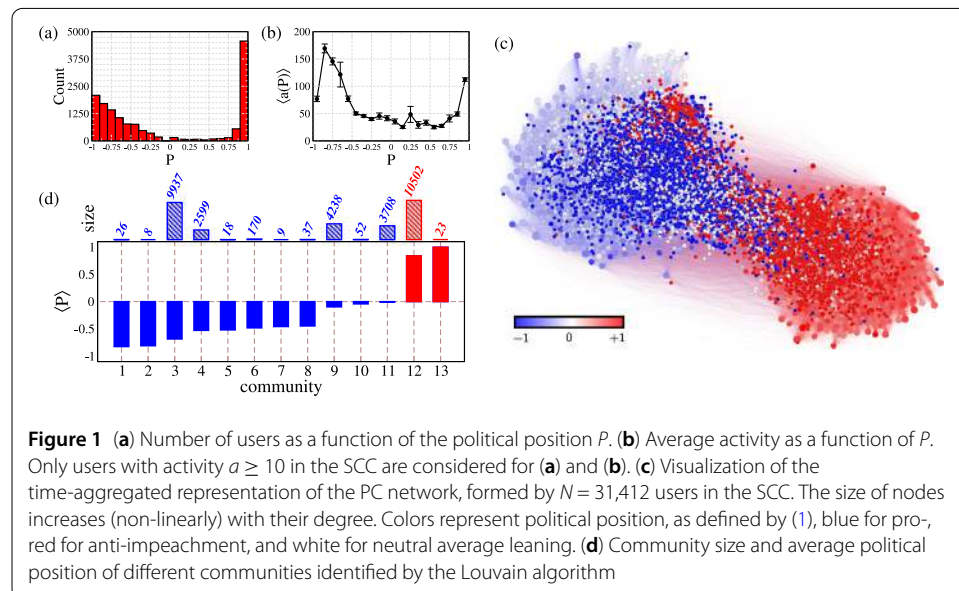 (a)
5000
3750
2500
1250
0
Count
-1 -0.75 -0.5 -0.25 0 0.25 0.5 0.75 1
P
(b)
200
150
100
50
0
⟨a(P)⟩
-1 -0.75 -0.5 -0.25 0 0.25 0.5 0.75 1
P
(c)
−1 0 +1
(d)
size
26 8 9937 2599 18 170 9 37 4238 52 3708 10502 23
1
0.5
0
-0.5
-1
⟨P⟩
1 2 3 4 5 6 7 8 9 10 11 12 13
community
Figure 1 (a) Number of users as a function of the political position P. (b) Average activity as a function of P.
Only users with activity a ≥ 10 in the SCC are considered for (a) and (b). (c) Visualization of the
time-aggregated representation of the PC network, formed by N = 31,412 users in the SCC. The size of nodes
increases (non-linearly) with their degree. Colors represent political position, as defined by (1), blue for pro-,
red for anti-impeachment, and white for neutral average leaning. (d) Community size and average political
position of different communities identified by the Louvain algorithm